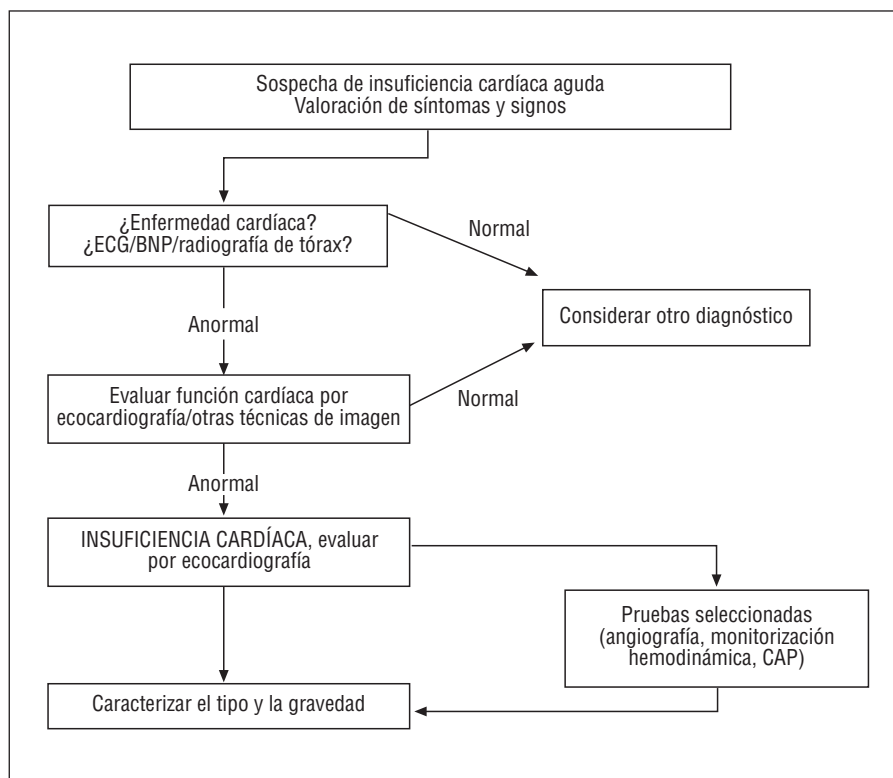 Sospecha de insuficiencia cardíaca aguda
Valoración de síntomas y signos
¿Enfermedad cardíaca?
¿ECG/BNP/radiografía de tórax?
Normal
Considerar otro diagnóstico
Anormal
Evaluar función cardíaca por
ecocardiografía/otras técnicas de imagen
Normal
Anormal
INSUFICIENCIA CARDÍACA, evaluar
por ecocardiografía
Pruebas seleccionadas
(angiografía, monitorización
hemodinámica, CAP)
Caracterizar el tipo y la gravedad